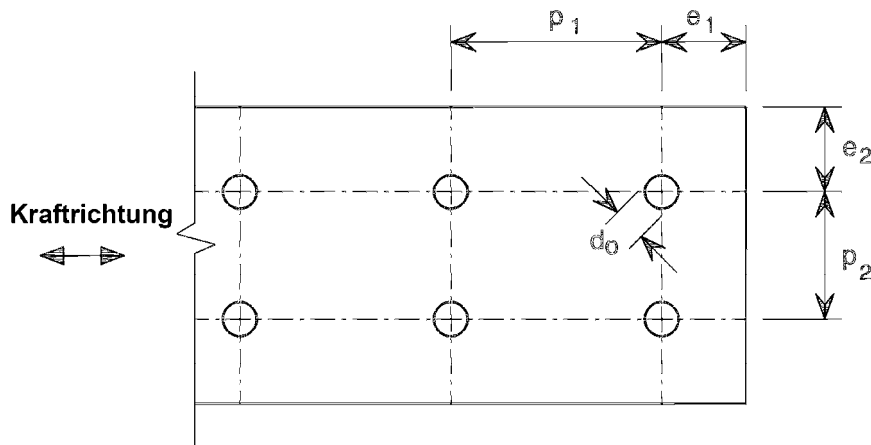 p₁
e₁
e₂
Kraftrichtung
d₀
p₂